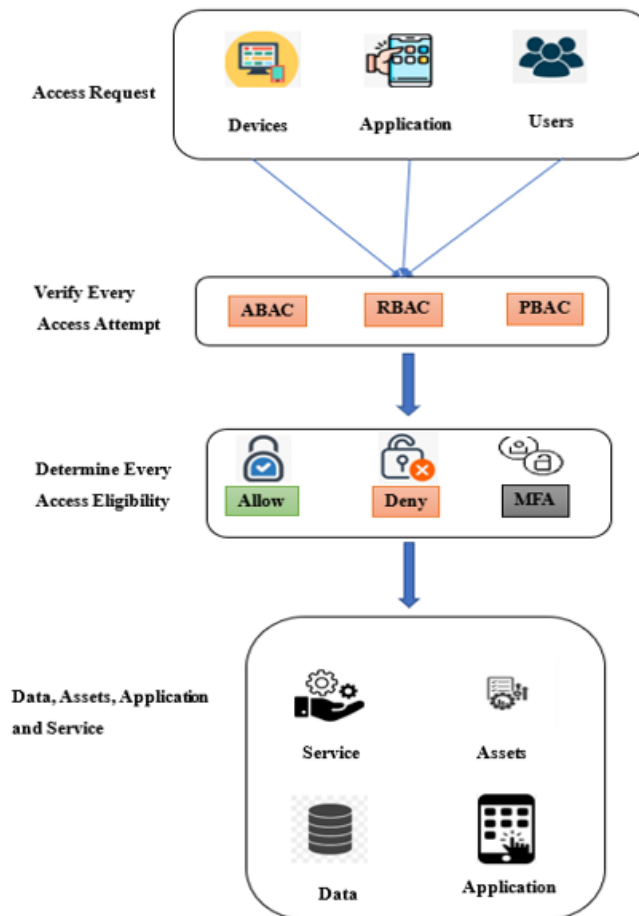 Access Request
Devices
Application
Users
Verify Every
Access Attempt
ABAC
RBAC
PBAC
Determine Every
Access Eligibility
Allow
Deny
MFA
Data, Assets, Application
and Service
Service
Assets
Data
Application